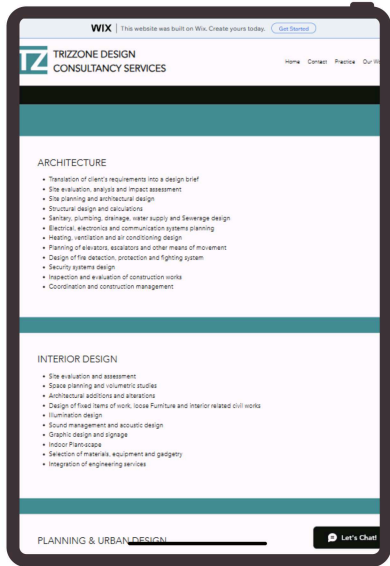 WIX | This website was built on Wix. Create yours today. Get Started
TZ TRIZZONE DESIGN
CONSULTANCY SERVICES
Home Contact Practice Our
ARCHITECTURE
• Translation of client's requirements into a design brief
• Site evaluation, analysis and impact assessment
• Site planning and architectural design
• Structural design and calculations
• Sanitary, plumbing, drainage, water supply and Sewerage design
• Electrical, electronics and communication systems planning
• Heating, ventilation and air conditioning design
• Planning of elevators, escalators and other means of movement
• Design of fire detection, protection and fighting system
• Security systems design
• Inspection and evaluation of construction works
• Coordination and construction management
INTERIOR DESIGN
• Site evaluation and assessment
• Space planning and volumetric studies
• Architectural additions and alterations
• Design of fixed items of work, loose Furniture and interior related civil works
• Illumination design
• Sound management and acoustic design
• Graphic design and signage
• Indoor Plant-scape
• Selection of materials, equipment and gadgetry
• Integration of engineering services
PLANNING & URBAN DESIGN
Let's Chat!